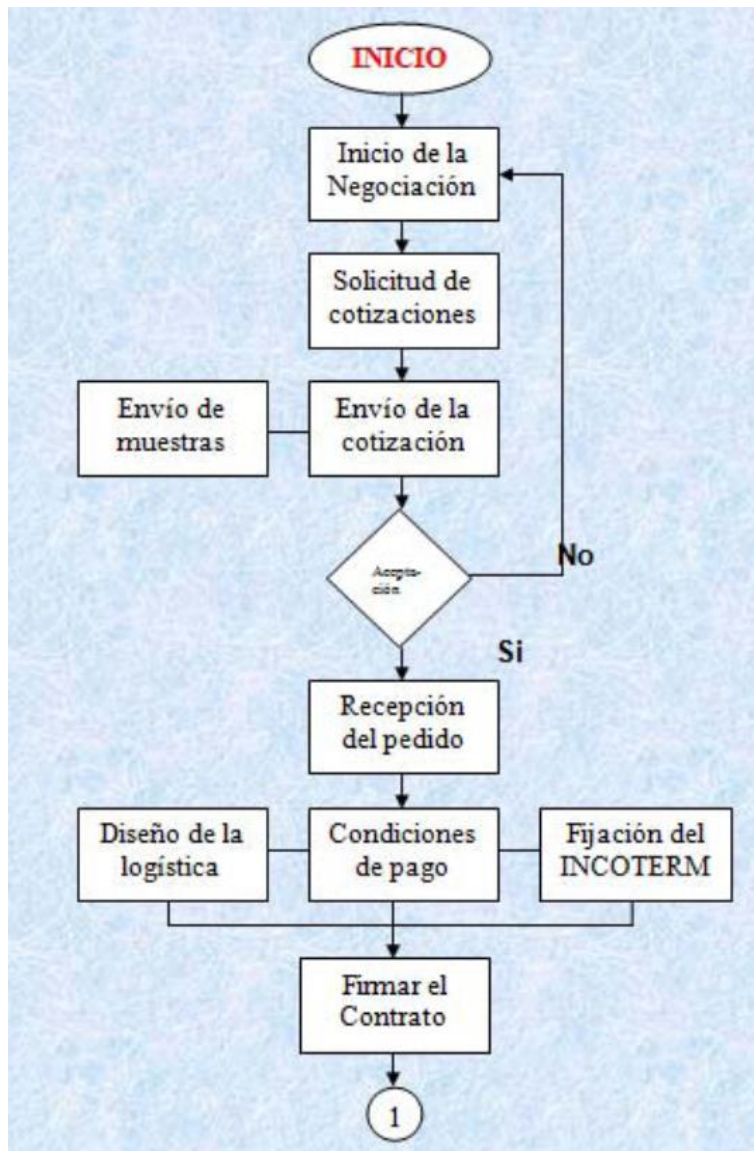 INICIO
Inicio de la
Negociación
Solicitud de
cotizaciones
Envío de
muestras
Envío de la
cotización
Acepta-
ción
No
Si
Recepción
del pedido
Diseño de la
logística
Condiciones
de pago
Fijación del
INCOTERM
Firmar el
Contrato
1